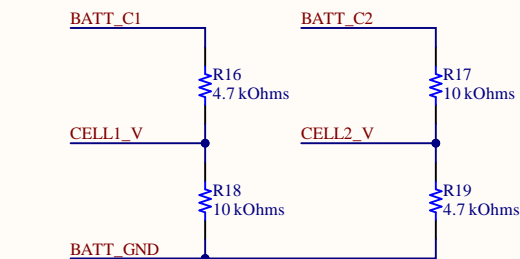 BATT_C1
BATT_C2
R16
4.7 kOhms
R17
10 kOhms
CELL1_V
CELL2_V
R18
10 kOhms
R19
4.7 kOhms
BATT_GND